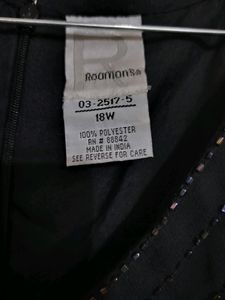 R
Roaman's®
03-2517-5
18W
100% POLYESTER
RN # 88842
MADE IN INDIA
SEE REVERSE FOR CARE